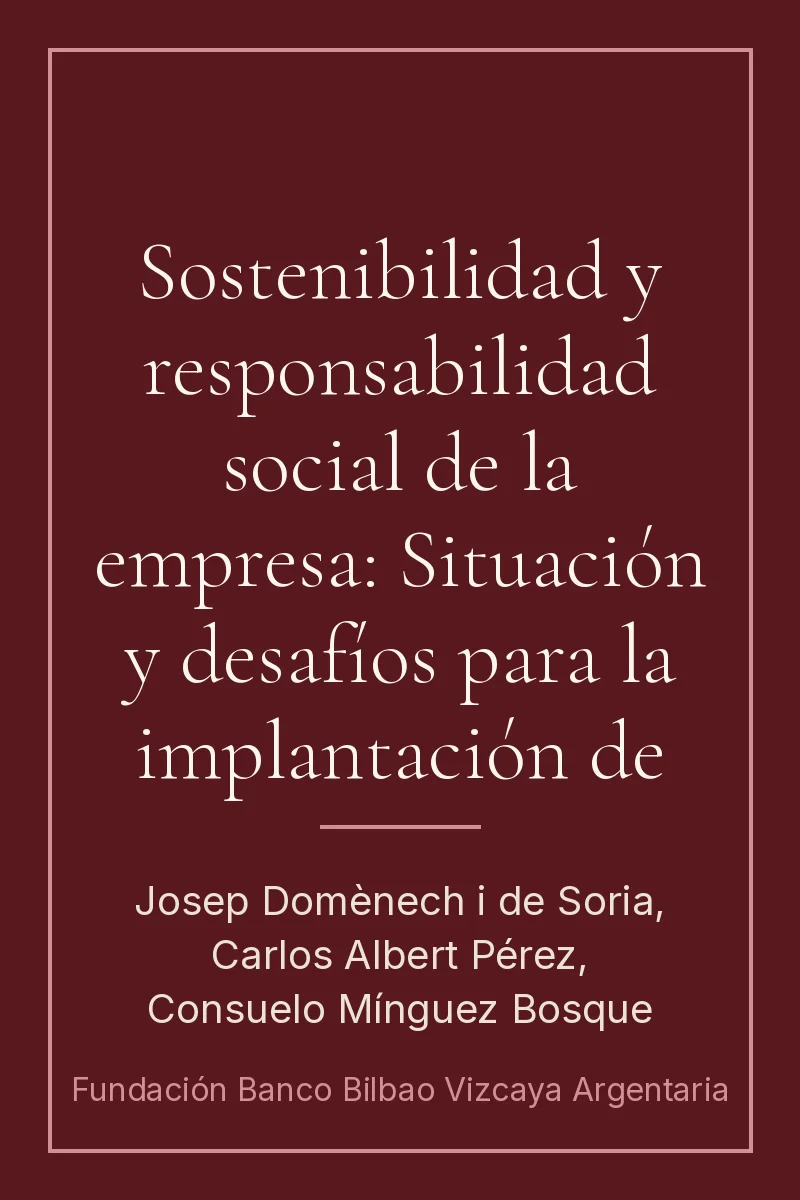 Sostenibilidad y
responsabilidad
social de la
empresa: Situación
y desafíos para la
implantación de
Josep Domènech i de Soria,
Carlos Albert Pérez,
Consuelo Mínguez Bosque
Fundación Banco Bilbao Vizcaya Argentaria